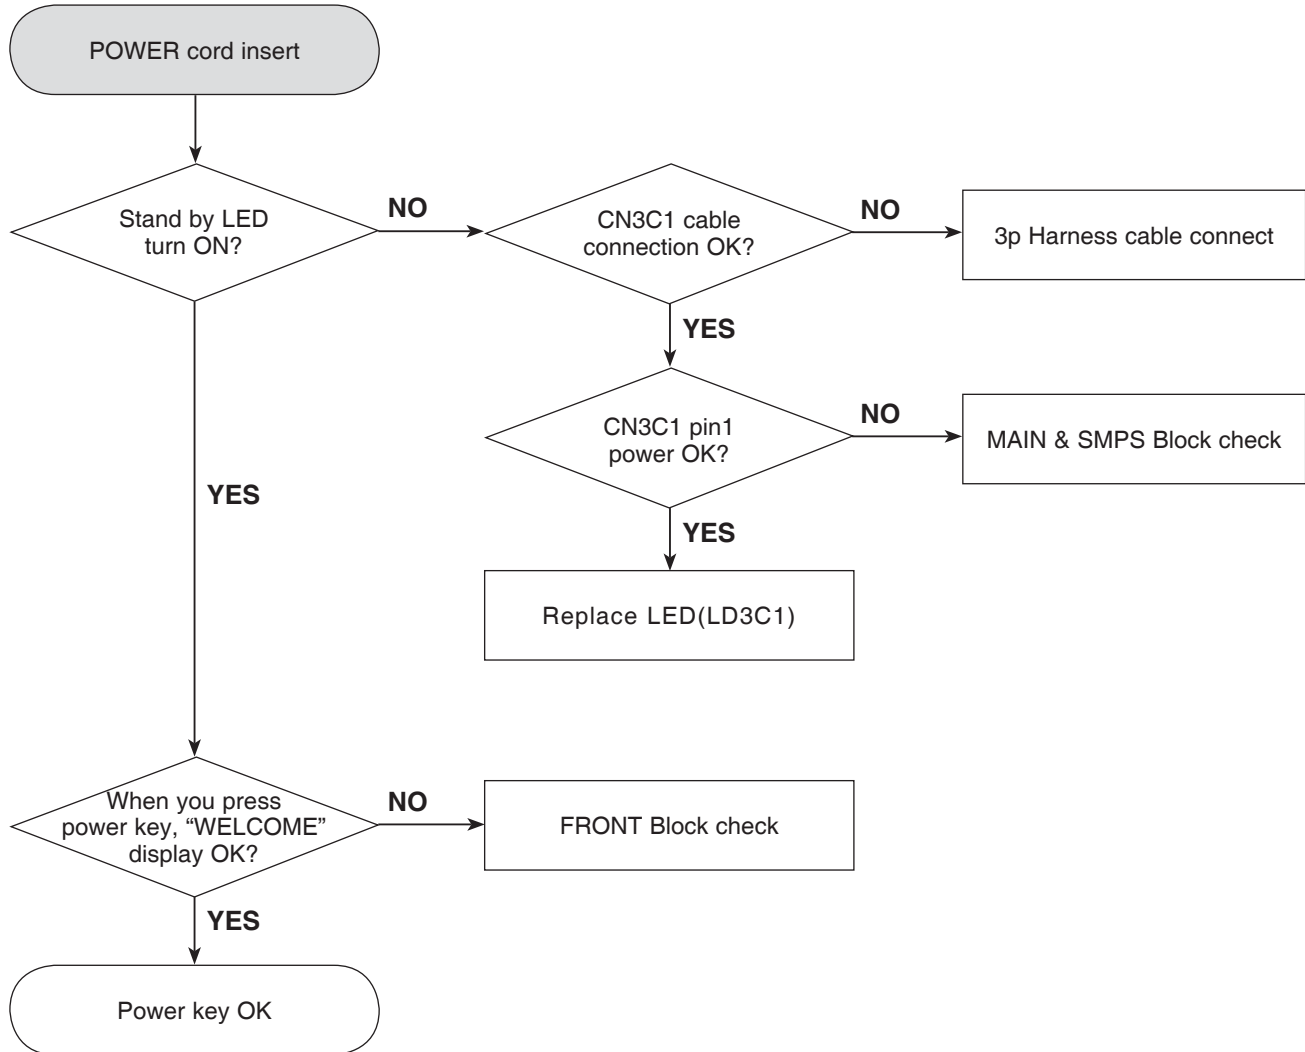 POWER cord insert
Stand by LED
turn ON?
NO
CN3C1 cable
connection OK?
NO
3p Harness cable connect
YES
CN3C1 pin1
power OK?
NO
MAIN & SMPS Block check
YES
YES
Replace LED(LD3C1)
When you press
power key, “WELCOME”
display OK?
NO
FRONT Block check
YES
Power key OK